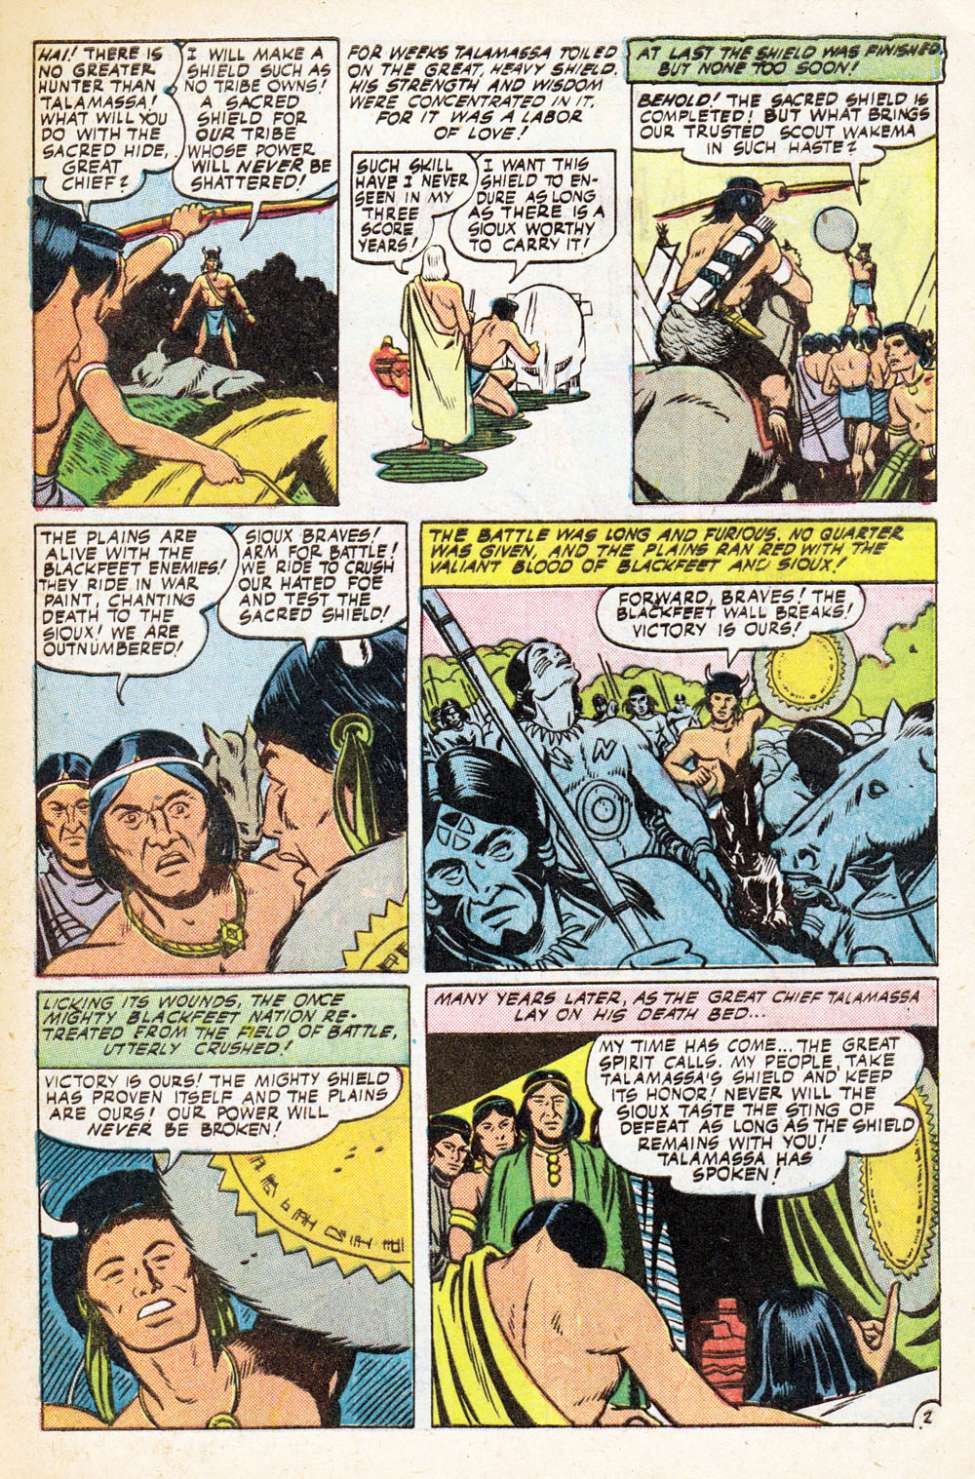 HAI! THERE IS
NO GREATER
HUNTER THAN
TALAMASSA!
WHAT WILL YOU
DO WITH THE
SACRED HIDE,
GREAT
CHIEF?
I WILL MAKE A
SHIELD SUCH AS
NO TRIBE OWNS!
A SACRED
SHIELD FOR
OUR TRIBE
WHOSE POWER
WILL NEVER BE
SHATTERED!
FOR WEEKS TALAMASSA TOILED
ON THE GREAT, HEAVY SHIELD.
HIS STRENGTH AND WISDOM
WERE CONCENTRATED IN IT.
FOR IT WAS A LABOR
OF LOVE!
SUCH SKILL
HAVE I NEVER
SEEN IN MY
THREE
SCORE
YEARS!
I WANT THIS
SHIELD TO EN-
DURE AS LONG
AS THERE IS A
SIOUX WORTHY
TO CARRY IT!
AT LAST THE SHIELD WAS FINISHED,
BUT NONE TOO SOON!
BEHOLD! THE SACRED SHIELD IS
COMPLETED! BUT WHAT BRINGS
OUR TRUSTED SCOUT WAKEMA
IN SUCH HASTE?
THE PLAINS ARE
ALIVE WITH THE
BLACKFEET ENEMIES!
THEY RIDE IN WAR
PAINT, CHANTING
DEATH TO THE
SIOUX! WE ARE
OUTNUMBERED!
SIOUX BRAVES!
ARM FOR BATTLE!
WE RIDE TO CRUSH
OUR HATED FOE
AND TEST THE
SACRED SHIELD!
THE BATTLE WAS LONG AND FURIOUS. NO QUARTER
WAS GIVEN, AND THE PLAINS RAN RED WITH THE
VALIANT BLOOD OF BLACKFEET AND SIOUX!
FORWARD, BRAVES! THE
BLACKFEET WALL BREAKS!
VICTORY IS OURS!
LICKING ITS WOUNDS, THE ONCE
MIGHTY BLACKFEET NATION RE-
TREATED FROM THE FIELD OF BATTLE,
UTTERLY CRUSHED!
VICTORY IS OURS! THE MIGHTY SHIELD
HAS PROVEN ITSELF AND THE PLAINS
ARE OURS! OUR POWER WILL
NEVER BE BROKEN!
MANY YEARS LATER, AS THE GREAT CHIEF TALAMASSA
LAY ON HIS DEATH BED...
MY TIME HAS COME... THE GREAT
SPIRIT CALLS. MY PEOPLE, TAKE
TALAMASSA'S SHIELD AND KEEP
ITS HONOR! NEVER WILL THE
SIOUX TASTE THE STING OF
DEFEAT AS LONG AS THE SHIELD
REMAINS WITH YOU!
TALAMASSA HAS
SPOKEN!
2